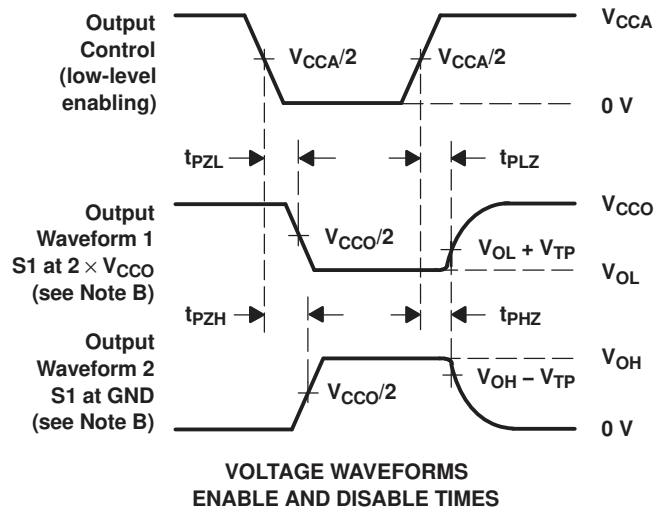 Output
Control
(low-level
enabling)
V_CCA/2
V_CCA/2
V_CCA
0 V
t_PZL
t_PLZ
Output
Waveform 1
S1 at 2 × V_CCO
(see Note B)
V_CCO/2
V_CCO
V_OL + V_TP
V_OL
t_PZH
t_PHZ
Output
Waveform 2
S1 at GND
(see Note B)
V_CCO/2
V_OH
V_OH − V_TP
0 V
VOLTAGE WAVEFORMS
ENABLE AND DISABLE TIMES